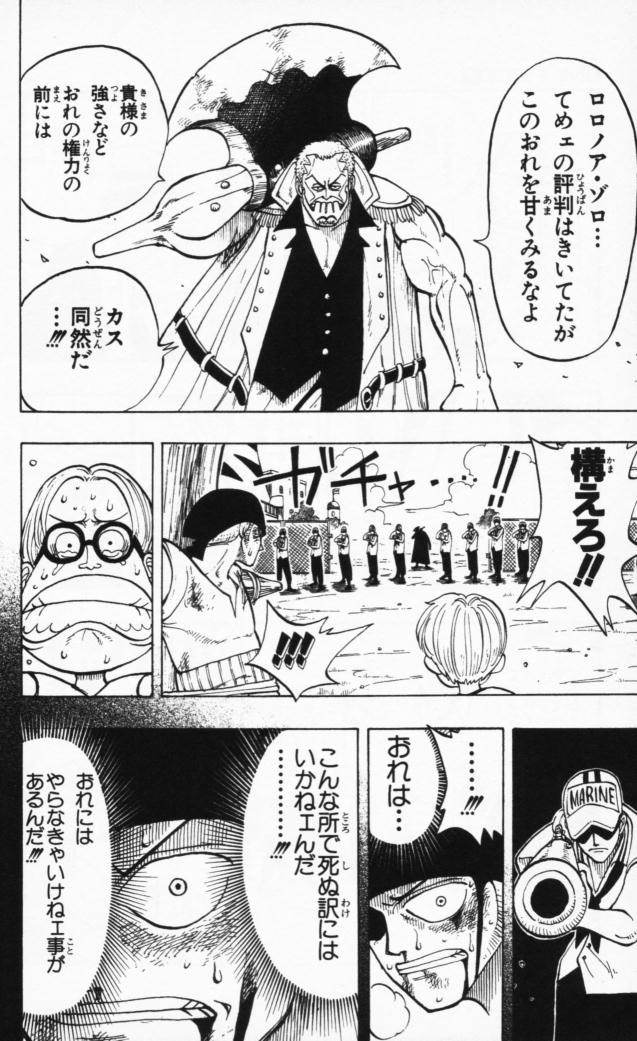 ロロノア・ゾロ…
てめェの評判はきいてたが
このおれを甘くみるなよ
貴様の
強さなど
おれの権力の
前には
カス
同然だ
…!!!
構えろ!!
ガチャ…!!
!!!
MARINE
…!!!
おれは…
こんな所で死ぬ訳には
いかねェんだ
…………!!!
おれには
やらなきゃいけねェ事が
あるんだ!!!